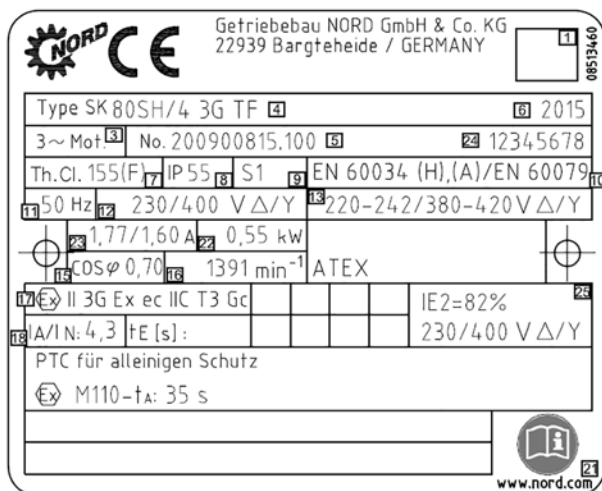 NORD CE Getriebebau NORD GmbH & Co. KG
22939 Bargteheide / GERMANY
1
08513460
Type SK 80SH/4 3G TF 4 6 2015
3~ Mot. 3 No. 200900815.100 5 24 12345678
Th.Cl. 155(F) 7 IP 55 8 S1 9 EN 60034 (H),(A)/EN 60079 10
11 50 Hz 12 230/400 V Δ/Y 13 220-242/380-420V Δ/Y
23 1,77/1,60 A 22 0,55 kW
15 COSφ 0,70 16 1391 min⁻¹ ATEX
17 Ex II 3G Ex ec IIC T3 Gc IE2=82% 25
18 IA/I N: 4,3 tE [s] : 230/400 V Δ/Y
PTC für alleinigen Schutz
Ex M110-tA: 35 s
i
21
www.nord.com